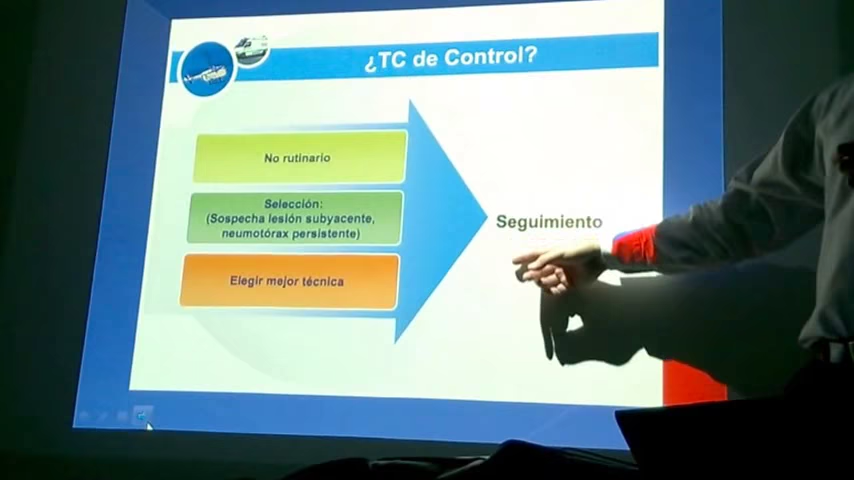 ¿TC de Control?
No rutinario
Selección:
(Sospecha lesión subyacente,
neumotórax persistente)
Elegir mejor técnica
Seguimiento